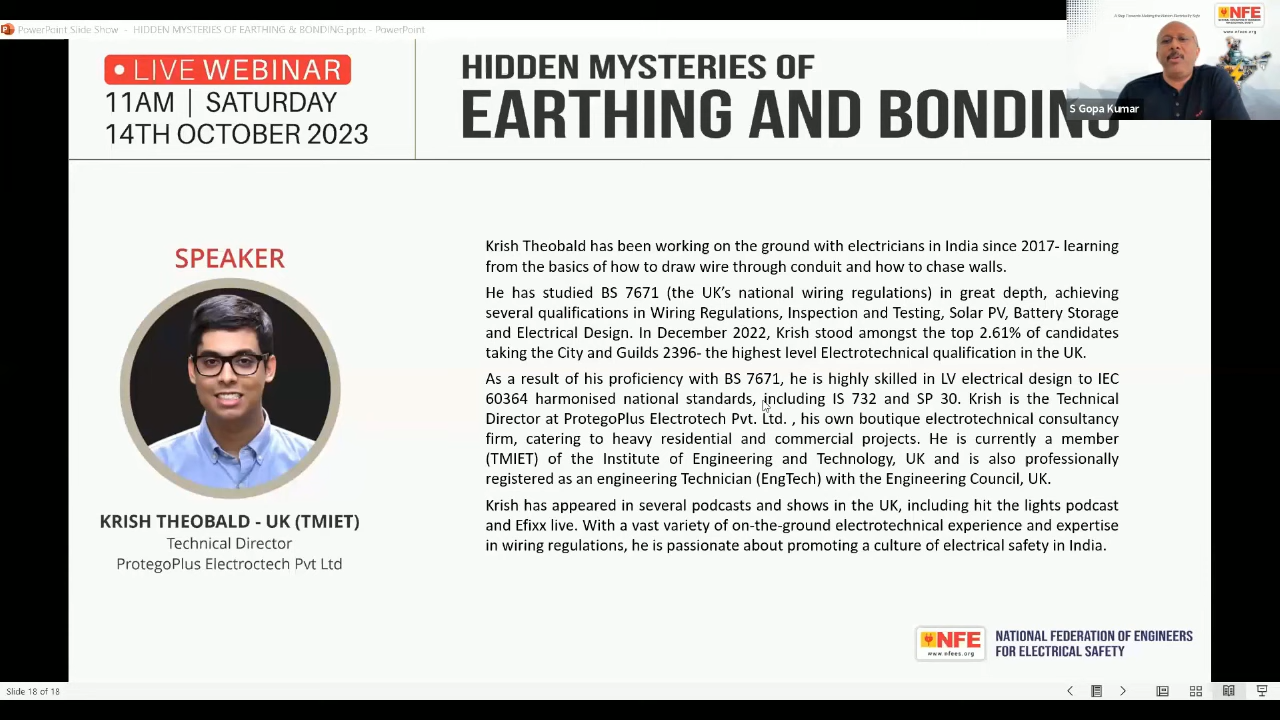 PowerPoint Slide Show - HIDDEN MYSTERIES OF EARTHING & BONDING.pptx - PowerPoint
A Step Towards Making the Nation Electrical Fire Safe
NFE
www.nfees.org
S Gopa Kumar
• LIVE WEBINAR
11AM | SATURDAY
14TH OCTOBER 2023
HIDDEN MYSTERIES OF
EARTHING AND BONDING
SPEAKER
KRISH THEOBALD - UK (TMIET)
Technical Director
ProtegoPlus Electroctech Pvt Ltd
Krish Theobald has been working on the ground with electricians in India since 2017- learning
from the basics of how to draw wire through conduit and how to chase walls.
He has studied BS 7671 (the UK's national wiring regulations) in great depth, achieving
several qualifications in Wiring Regulations, Inspection and Testing, Solar PV, Battery Storage
and Electrical Design. In December 2022, Krish stood amongst the top 2.61% of candidates
taking the City and Guilds 2396- the highest level Electrotechnical qualification in the UK.
As a result of his proficiency with BS 7671, he is highly skilled in LV electrical design to IEC
60364 harmonised national standards, including IS 732 and SP 30. Krish is the Technical
Director at ProtegoPlus Electrotech Pvt. Ltd. , his own boutique electrotechnical consultancy
firm, catering to heavy residential and commercial projects. He is currently a member
(TMIET) of the Institute of Engineering and Technology, UK and is also professionally
registered as an engineering Technician (EngTech) with the Engineering Council, UK.
Krish has appeared in several podcasts and shows in the UK, including hit the lights podcast
and Efixx live. With a vast variety of on-the-ground electrotechnical experience and expertise
in wiring regulations, he is passionate about promoting a culture of electrical safety in India.
NFE
www.nfees.org
NATIONAL FEDERATION OF ENGINEERS
FOR ELECTRICAL SAFETY
Slide 18 of 18